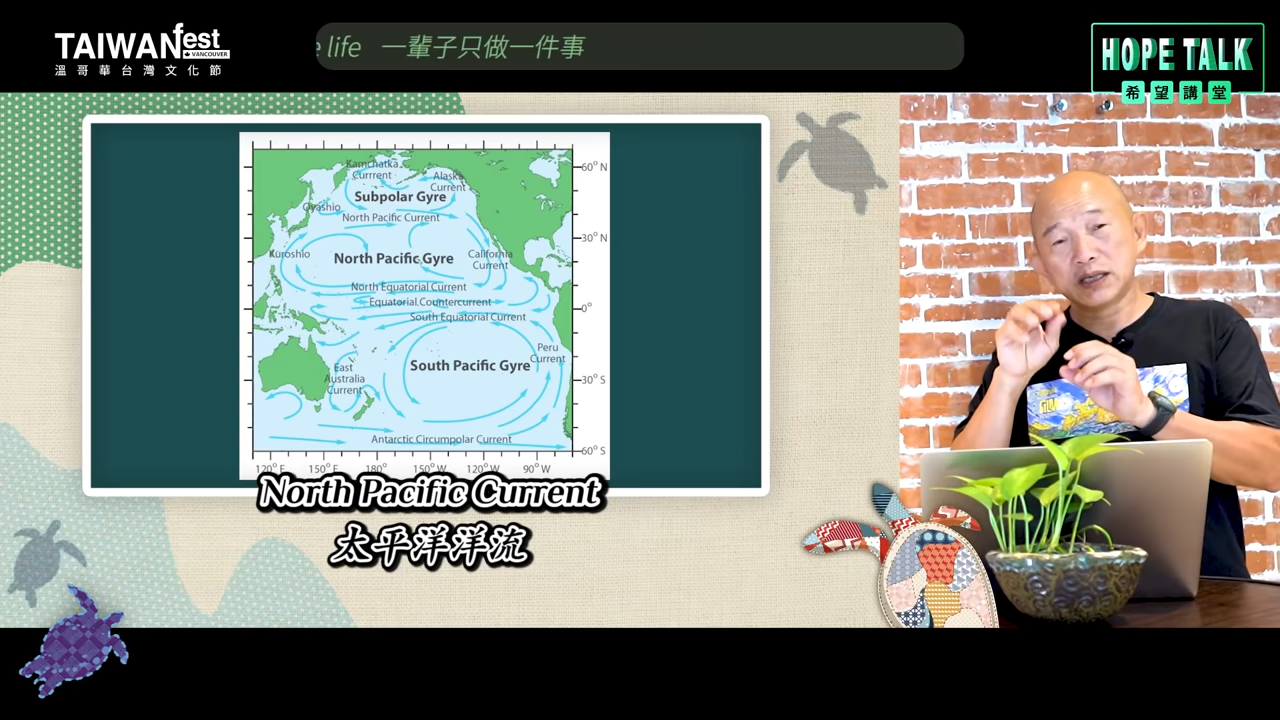 TAIWANfest
VANCOUVER
溫哥華台灣文化節
life 一輩子只做一件事
HOPE TALK
希望講堂
Kamchatka
Currrent
Alaska
Current
Subpolar Gyre
Oyashio
North Pacific Current
Kuroshio
North Pacific Gyre
California
Current
North Equatorial Current
Equatorial Countercurrent
South Equatorial Current
Peru
Current
South Pacific Gyre
East
Australia
Current
Antarctic Circumpolar Current
60° N
30° N
0°
30° S
60° S
120° E 150° E 180° 150° W 120° W 90° W
North Pacific Current
太平洋洋流